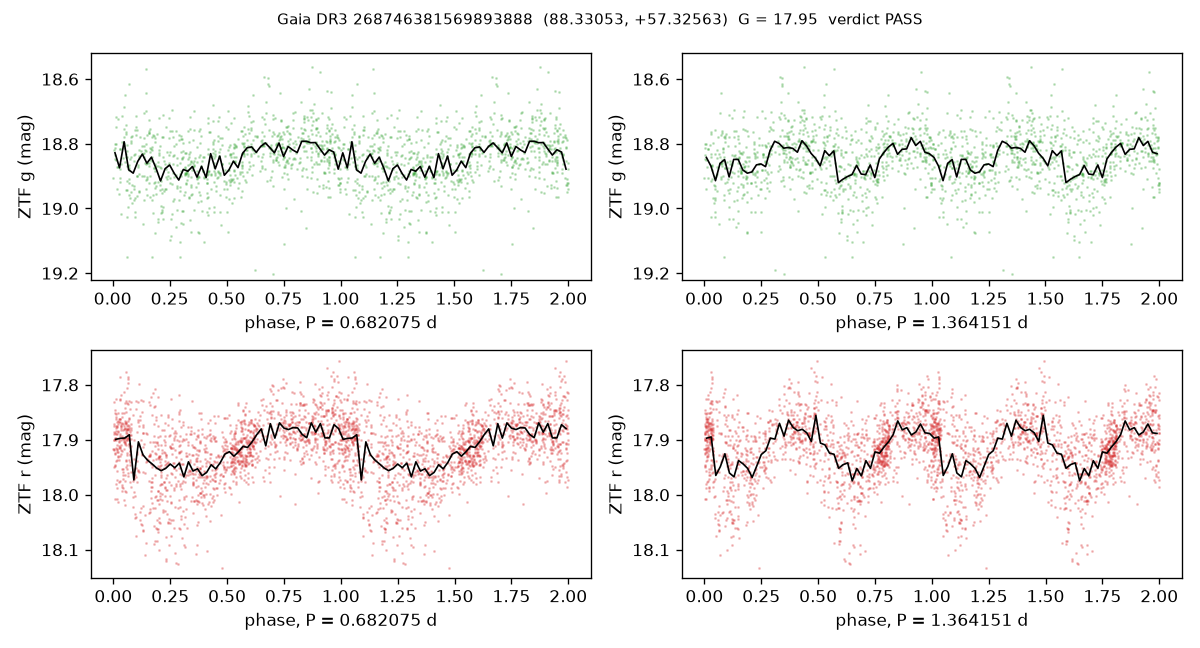 Gaia DR3 268746381569893888 (88.33053, +57.32563) G = 17.95 verdict PASS
ZTF g (mag)
18.6
18.8
19.0
19.2
0.00 0.25 0.50 0.75 1.00 1.25 1.50 1.75 2.00
phase, P = 0.682075 d
ZTF g (mag)
18.6
18.8
19.0
19.2
0.00 0.25 0.50 0.75 1.00 1.25 1.50 1.75 2.00
phase, P = 1.364151 d
ZTF r (mag)
17.8
17.9
18.0
18.1
0.00 0.25 0.50 0.75 1.00 1.25 1.50 1.75 2.00
phase, P = 0.682075 d
ZTF r (mag)
17.8
17.9
18.0
18.1
0.00 0.25 0.50 0.75 1.00 1.25 1.50 1.75 2.00
phase, P = 1.364151 d